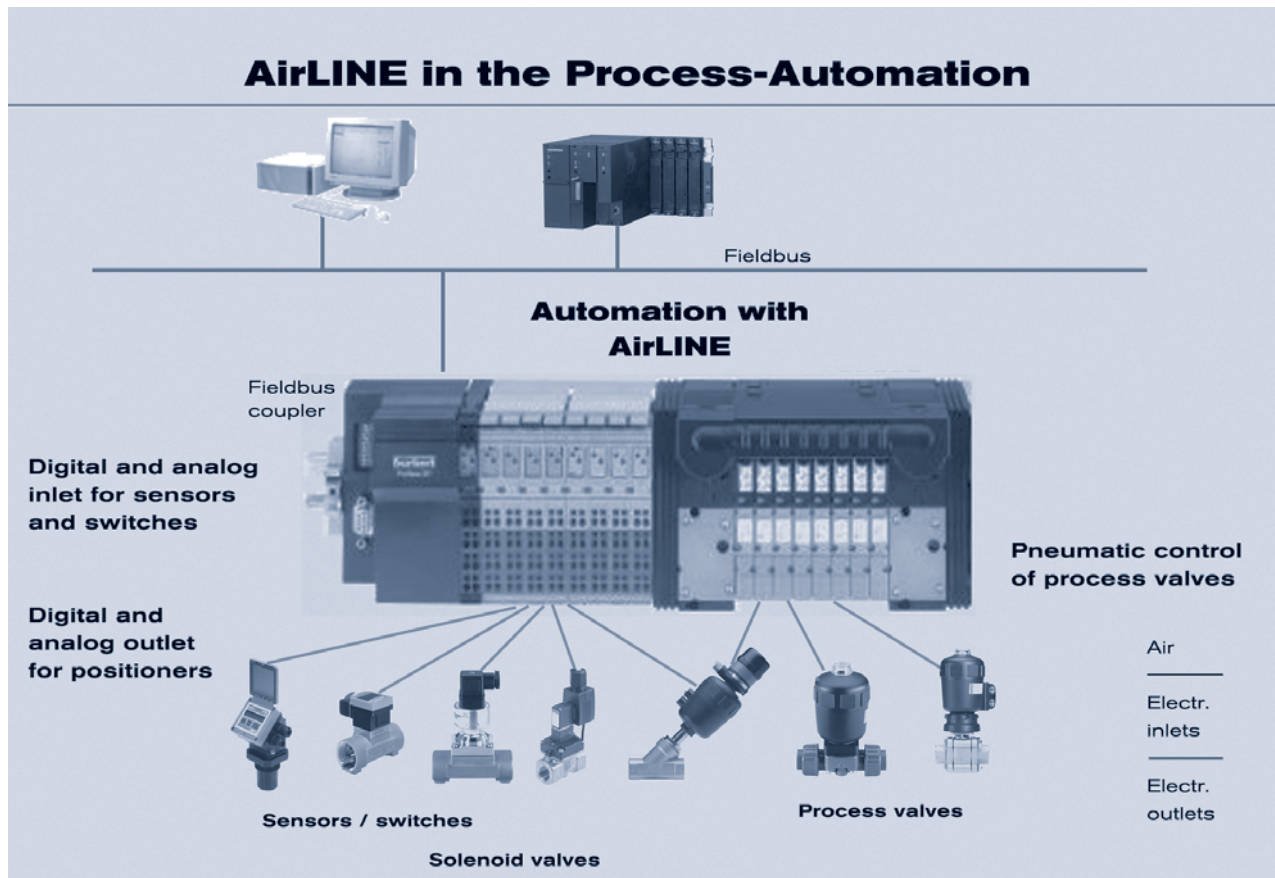 AirLINE in the Process-Automation
Fieldbus
Automation with
AirLINE
Fieldbus
coupler
burkert
Digital and analog
inlet for sensors
and switches
Pneumatic control
of process valves
Digital and
analog outlet
for positioners
Air
Electr.
inlets
Electr.
outlets
Process valves
Sensors / switches
Solenoid valves